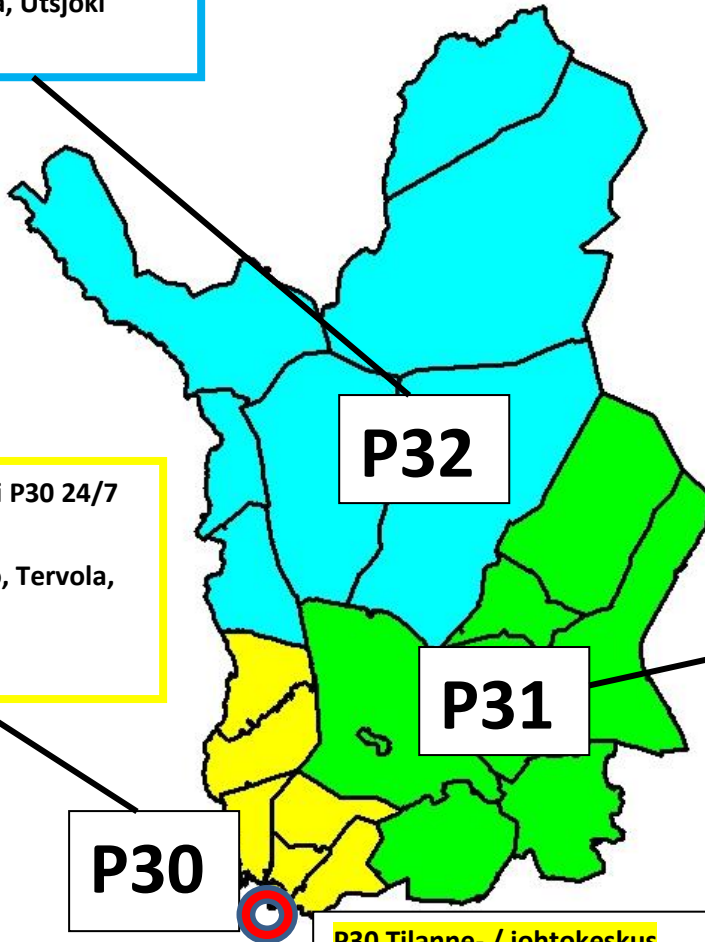 , Utsjoki
P32
P30 24/7
, Tervola,
P31
P30
P30 Tilanne- / johtokeskus